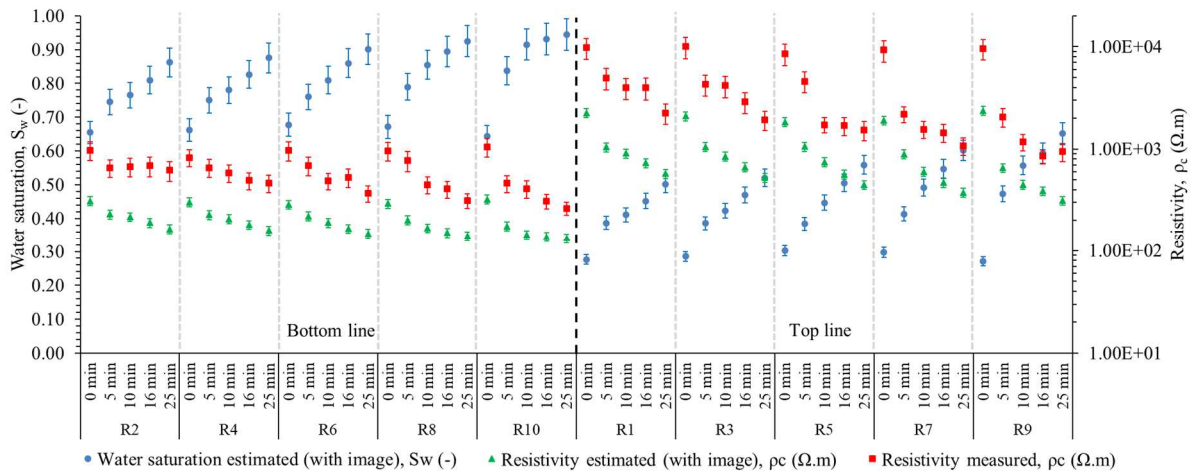 Water saturation, Sw (-)
1.00
0.90
0.80
0.70
0.60
0.50
0.40
0.30
0.20
0.10
0.00
1.00E+04
1.00E+03
1.00E+02
1.00E+01
Resistivity, ρc (Ω.m)
Bottom line
Top line
0 min 5 min 10 min 16 min 25 min 0 min 5 min 10 min 16 min 25 min 0 min 5 min 10 min 16 min 25 min 0 min 5 min 10 min 16 min 25 min 0 min 5 min 10 min 16 min 25 min 0 min 5 min 10 min 16 min 25 min 0 min 5 min 10 min 16 min 25 min 0 min 5 min 10 min 16 min 25 min 0 min 5 min 10 min 16 min 25 min 0 min 5 min 10 min 16 min 25 min
R2 R4 R6 R8 R10 R1 R3 R5 R7 R9
Water saturation estimated (with image), Sw (-) Resistivity estimated (with image), ρc (Ω.m) Resistivity measured, ρc (Ω.m)